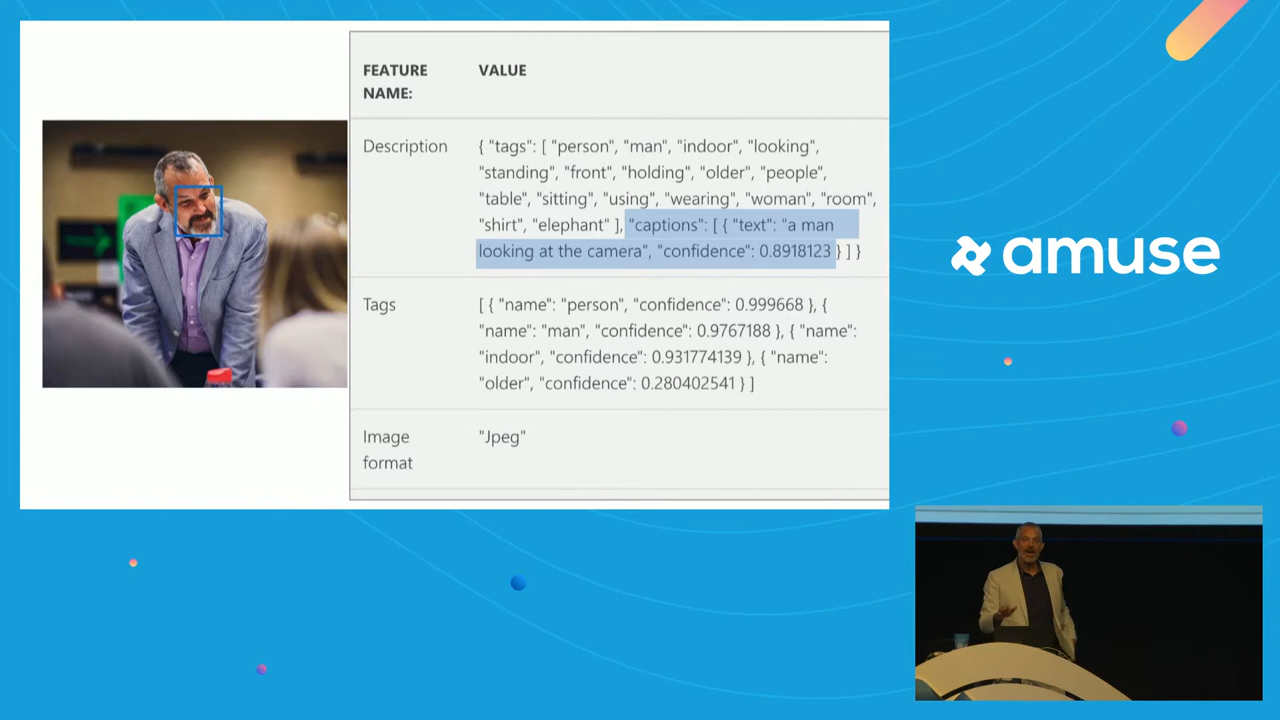 FEATURE
NAME:
VALUE
Description
{ "tags": [ "person", "man", "indoor", "looking",
"standing", "front", "holding", "older", "people",
"table", "sitting", "using", "wearing", "woman", "room",
"shirt", "elephant" ], "captions": [ { "text": "a man
looking at the camera", "confidence": 0.8918123 } ] }
Tags
[ { "name": "person", "confidence": 0.999668 }, {
"name": "man", "confidence": 0.9767188 }, { "name":
"indoor", "confidence": 0.931774139 }, { "name":
"older", "confidence": 0.280402541 } ]
Image
format
"Jpeg"
amuse